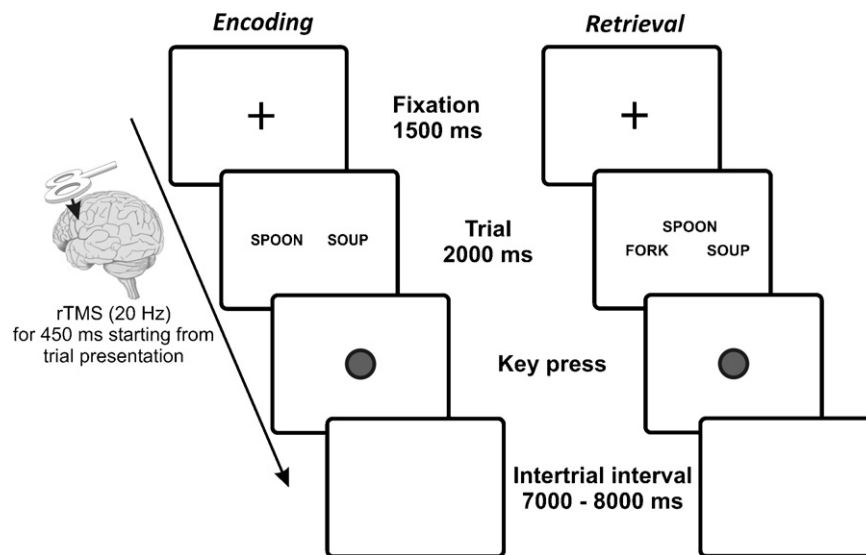 Encoding
Retrieval
Fixation
1500 ms
SPOON SOUP
Trial
2000 ms
SPOON
FORK SOUP
rTMS (20 Hz)
for 450 ms starting from
trial presentation
Key press
Intertrial interval
7000 - 8000 ms